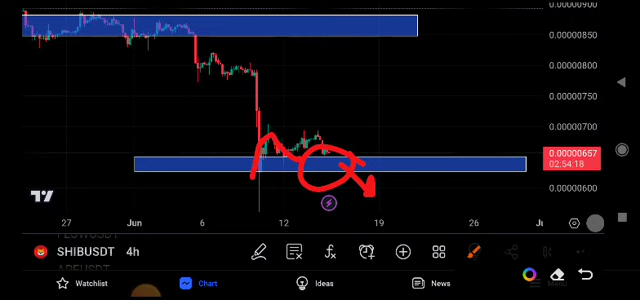 0.00000900
0.00000850
0.00000800
0.00000750
0.00000700
0.00000657
02:54:18
0.00000600
27 Jun 6 12 19 26
SHIBUSDT 4h
Watchlist Chart Ideas News Menu